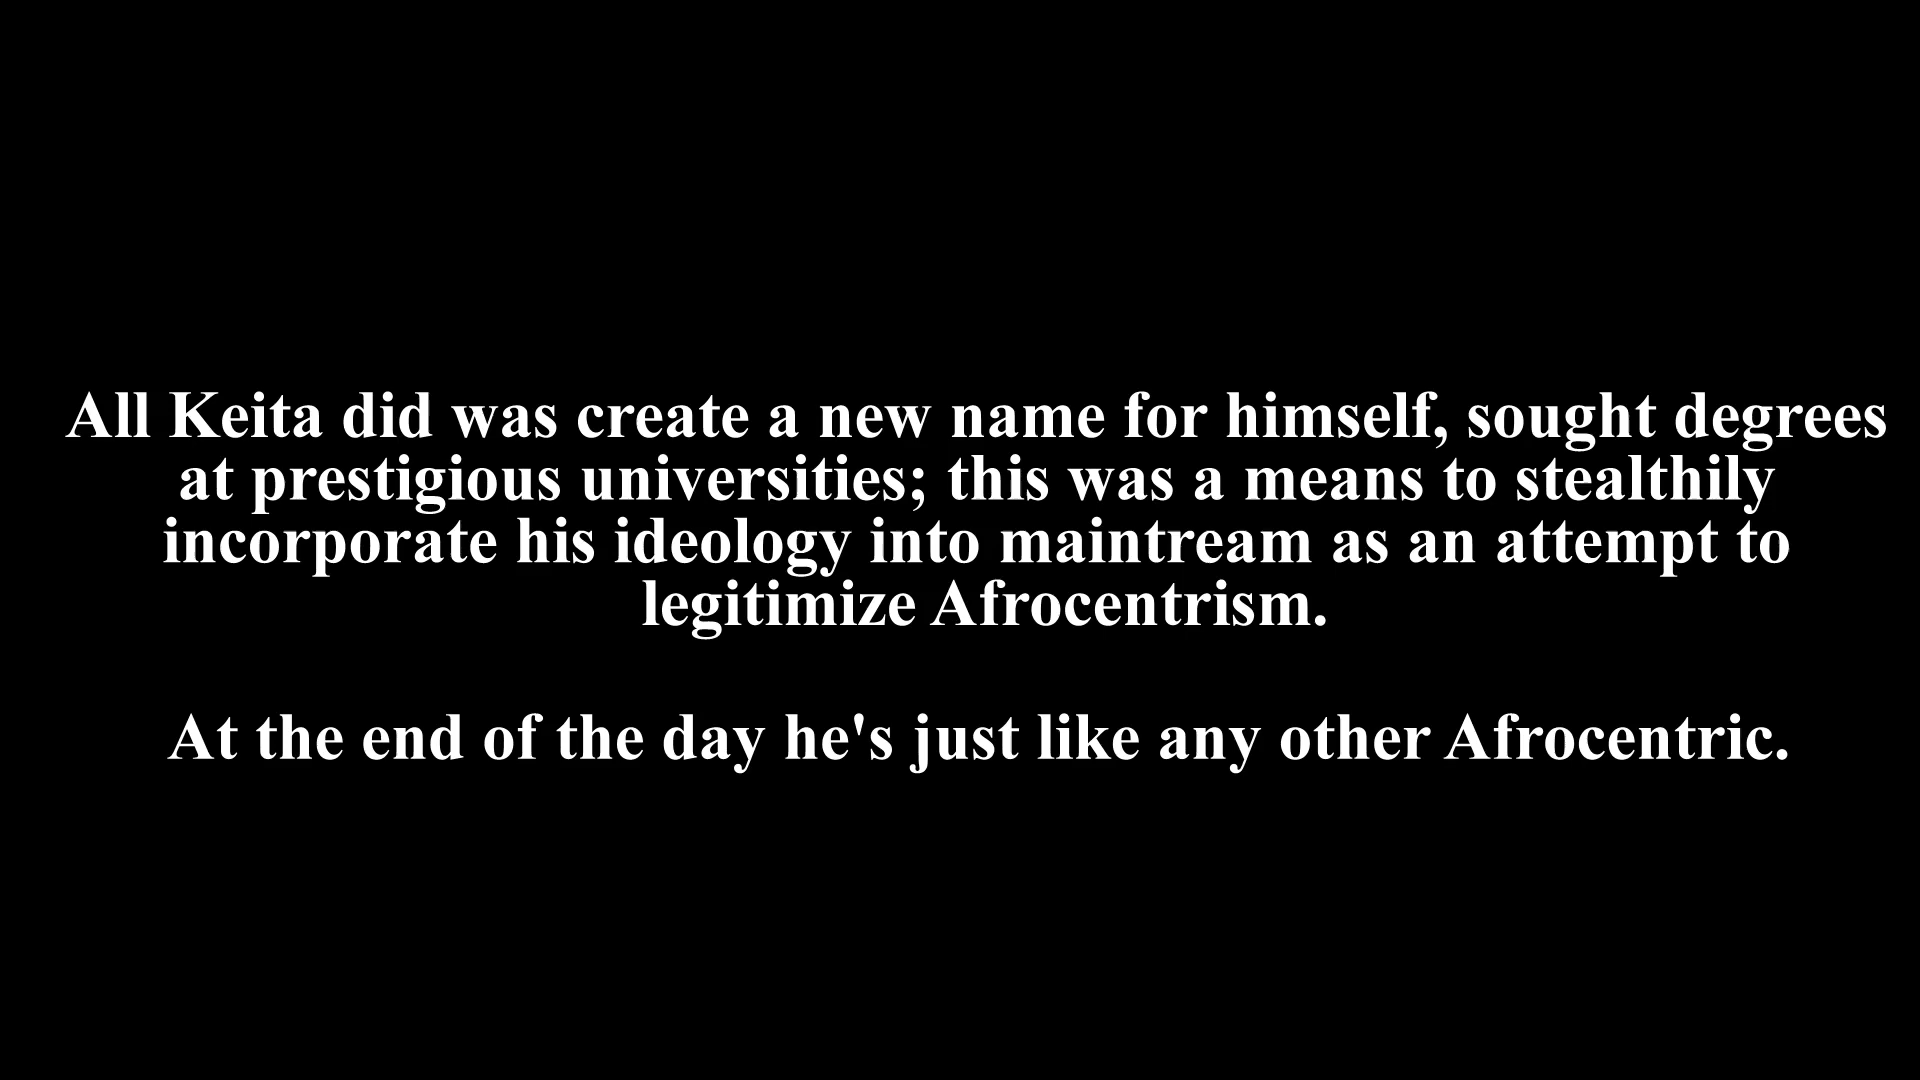 All Keita did was create a new name for himself, sought degrees
at prestigious universities; this was a means to stealthily
incorporate his ideology into maintream as an attempt to
legitimize Afrocentrism.
At the end of the day he's just like any other Afrocentric.